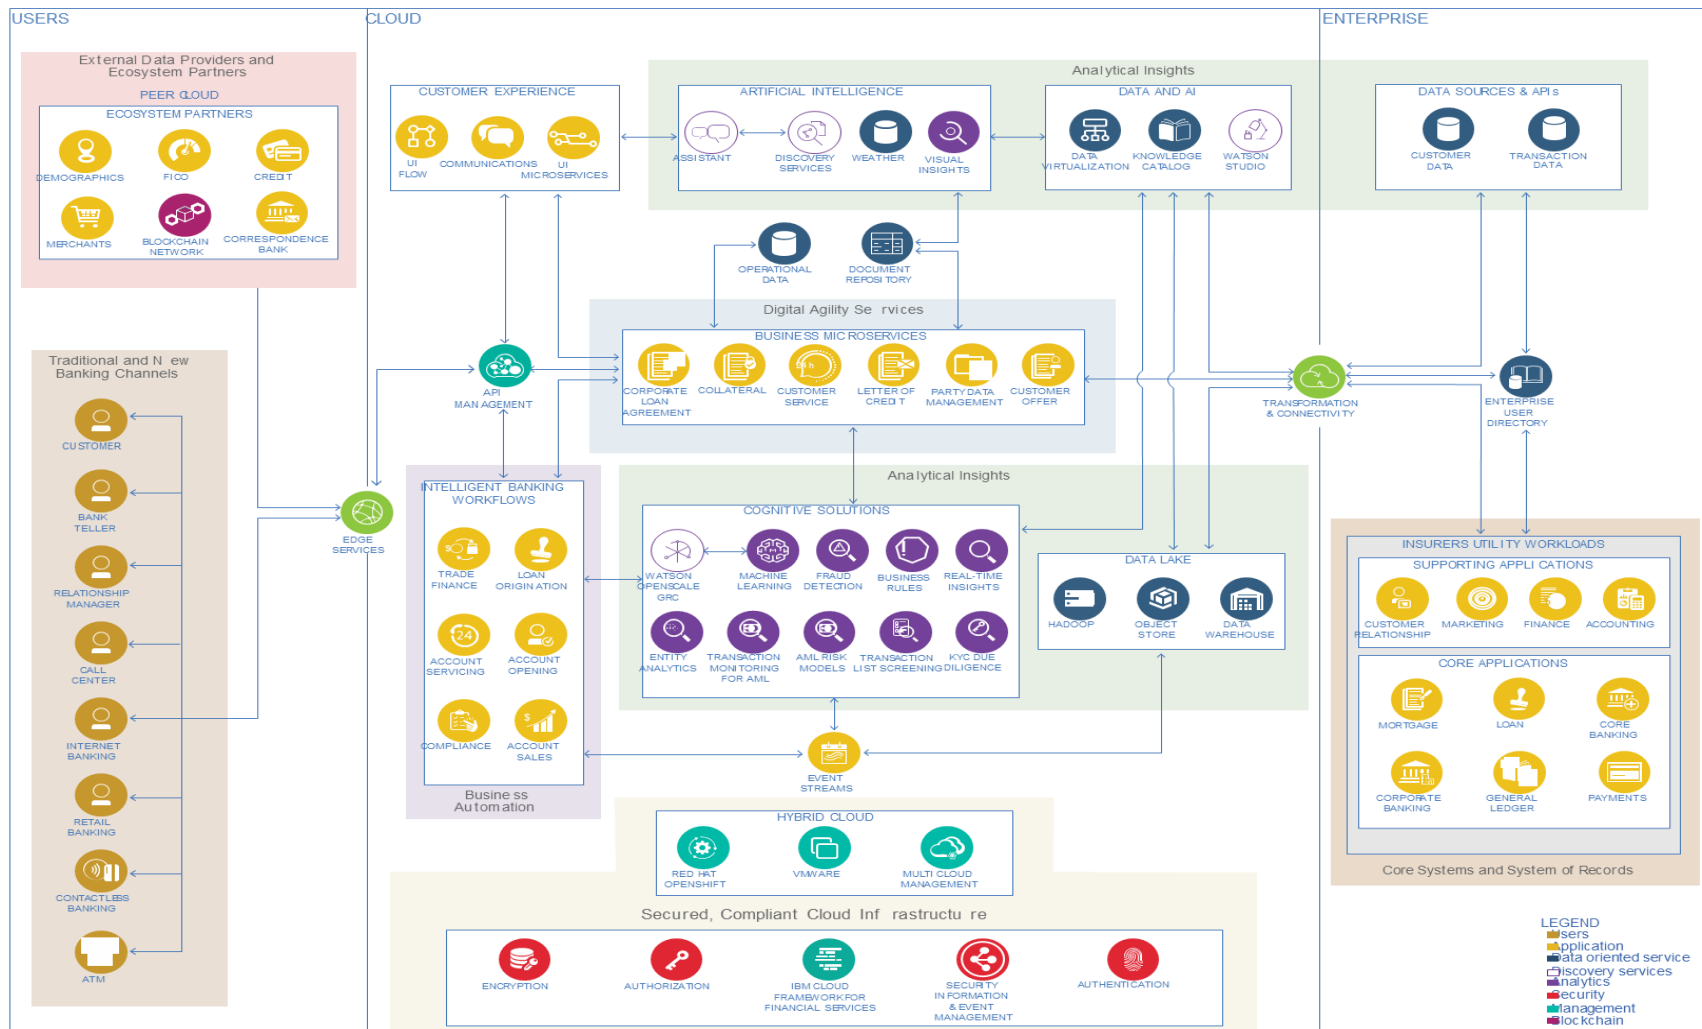 USERS
CLOUD
ENTERPRISE
External Data Providers and
Ecosystem Partners
PEER CLOUD
ECOSYSTEM PARTNERS
DEMOGRAPHICS
FICO
CREDIT
MERCHANTS
BLOCKCHAIN
NETWORK
CORRESPONDENCE
BANK
Traditional and New
Banking Channels
CUSTOMER
BANK
TELLER
RELATIONSHIP
MANAGER
CALL
CENTER
INTERNET
BANKING
RETAIL
BANKING
CONTACTLESS
BANKING
ATM
EDGE
SERVICES
CUSTOMER EXPERIENCE
UI
FLOW
COMMUNICATIONS
UI
MICROSERVICES
API
MANAGEMENT
Analytical Insights
ARTIFICIAL INTELLIGENCE
ASSISTANT
DISCOVERY
SERVICES
WEATHER
VISUAL
INSIGHTS
DATA AND AI
DATA
VIRTUALIZATION
KNOWLEDGE
CATALOG
WATSON
STUDIO
DATA SOURCES & APIs
CUSTOMER
DATA
TRANSACTION
DATA
OPERATIONAL
DATA
DOCUMENT
REPOSITORY
Digital Agility Services
BUSINESS MICROSERVICES
CORPORATE
LOAN
AGREEMENT
COLLATERAL
CUSTOMER
SERVICE
LETTER OF
CREDIT
PARTY DATA
MANAGEMENT
CUSTOMER
OFFER
TRANSFORMATION
& CONNECTIVITY
ENTERPRISE
USER
DIRECTORY
INTELLIGENT BANKING
WORKFLOWS
TRADE
FINANCE
LOAN
ORIGINATION
24
ACCOUNT
SERVICING
ACCOUNT
OPENING
COMPLIANCE
$
ACCOUNT
SALES
Business
Automation
Analytical Insights
COGNITIVE SOLUTIONS
WATSON
OPENSCALE
GRC
MACHINE
LEARNING
FRAUD
DETECTION
BUSINESS
RULES
REAL-TIME
INSIGHTS
ENTITY
ANALYTICS
TRANSACTION
MONITORING
FOR AML
AML RISK
MODELS
TRANSACTION
LIST SCREENING
KYC DUE
DILIGENCE
DATA LAKE
HADOOP
OBJECT
STORE
DATA
WAREHOUSE
EVENT
STREAMS
HYBRID CLOUD
RED HAT
OPENSHIFT
VMWARE
MULTI CLOUD
MANAGEMENT
Secured, Compliant Cloud Infrastructure
ENCRYPTION
AUTHORIZATION
IBM CLOUD
FRAMEWORK FOR
FINANCIAL SERVICES
SECURITY
INFORMATION
& EVENT
MANAGEMENT
AUTHENTICATION
INSURERS UTILITY WORKLOADS
SUPPORTING APPLICATIONS
CUSTOMER
RELATIONSHIP
MARKETING
FINANCE
ACCOUNTING
CORE APPLICATIONS
MORTGAGE
LOAN
CORE
BANKING
CORPORATE
BANKING
GENERAL
LEDGER
PAYMENTS
Core Systems and System of Records
LEGEND
Users
Application
Data oriented service
Discovery services
Analytics
Security
Management
Blockchain